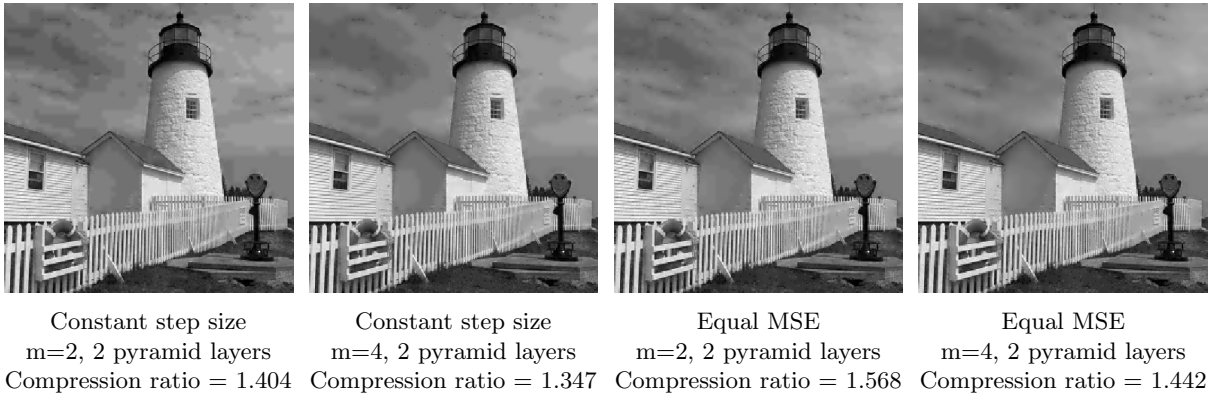 Constant step size
m=2, 2 pyramid layers
Compression ratio = 1.404
Constant step size
m=4, 2 pyramid layers
Compression ratio = 1.347
Equal MSE
m=2, 2 pyramid layers
Compression ratio = 1.568
Equal MSE
m=4, 2 pyramid layers
Compression ratio = 1.442